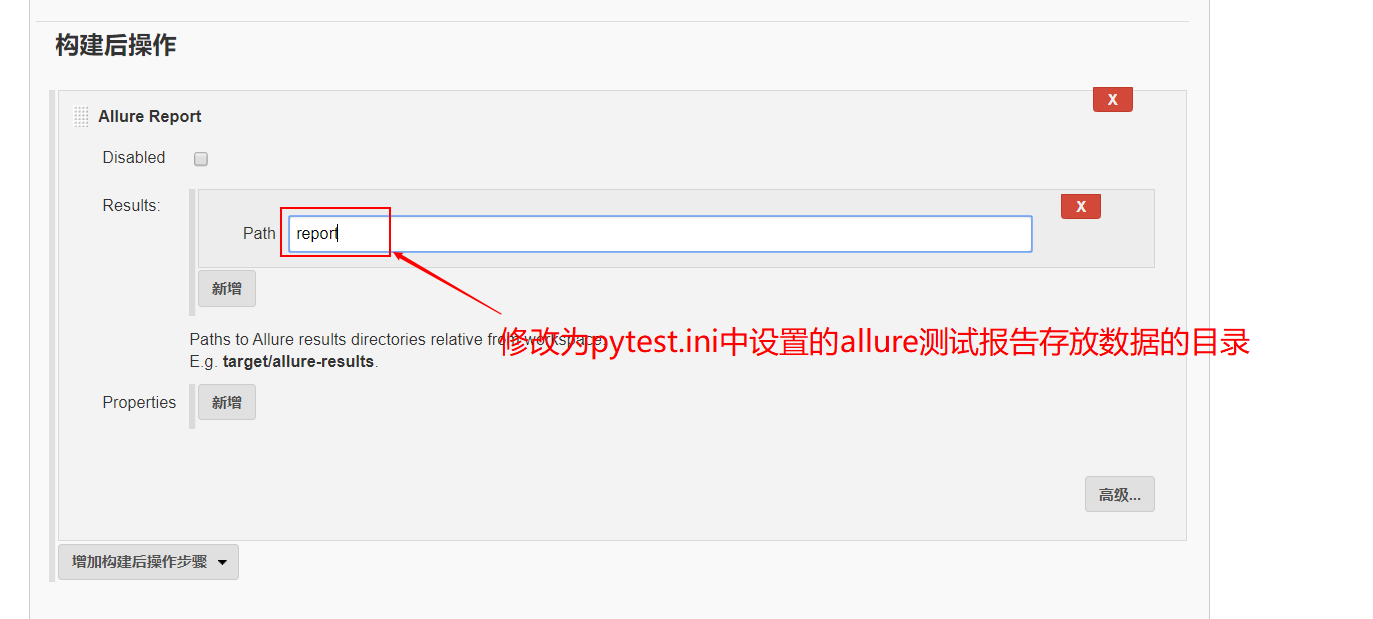 构建后操作
X
Allure Report
Disabled
Results:
X
Path report
新增
Paths to Allure results directories relative from workspace.
修改为pytest.ini中设置的allure测试报告存放数据的目录
E.g. target/allure-results.
Properties 新增
高级...
增加构建后操作步骤